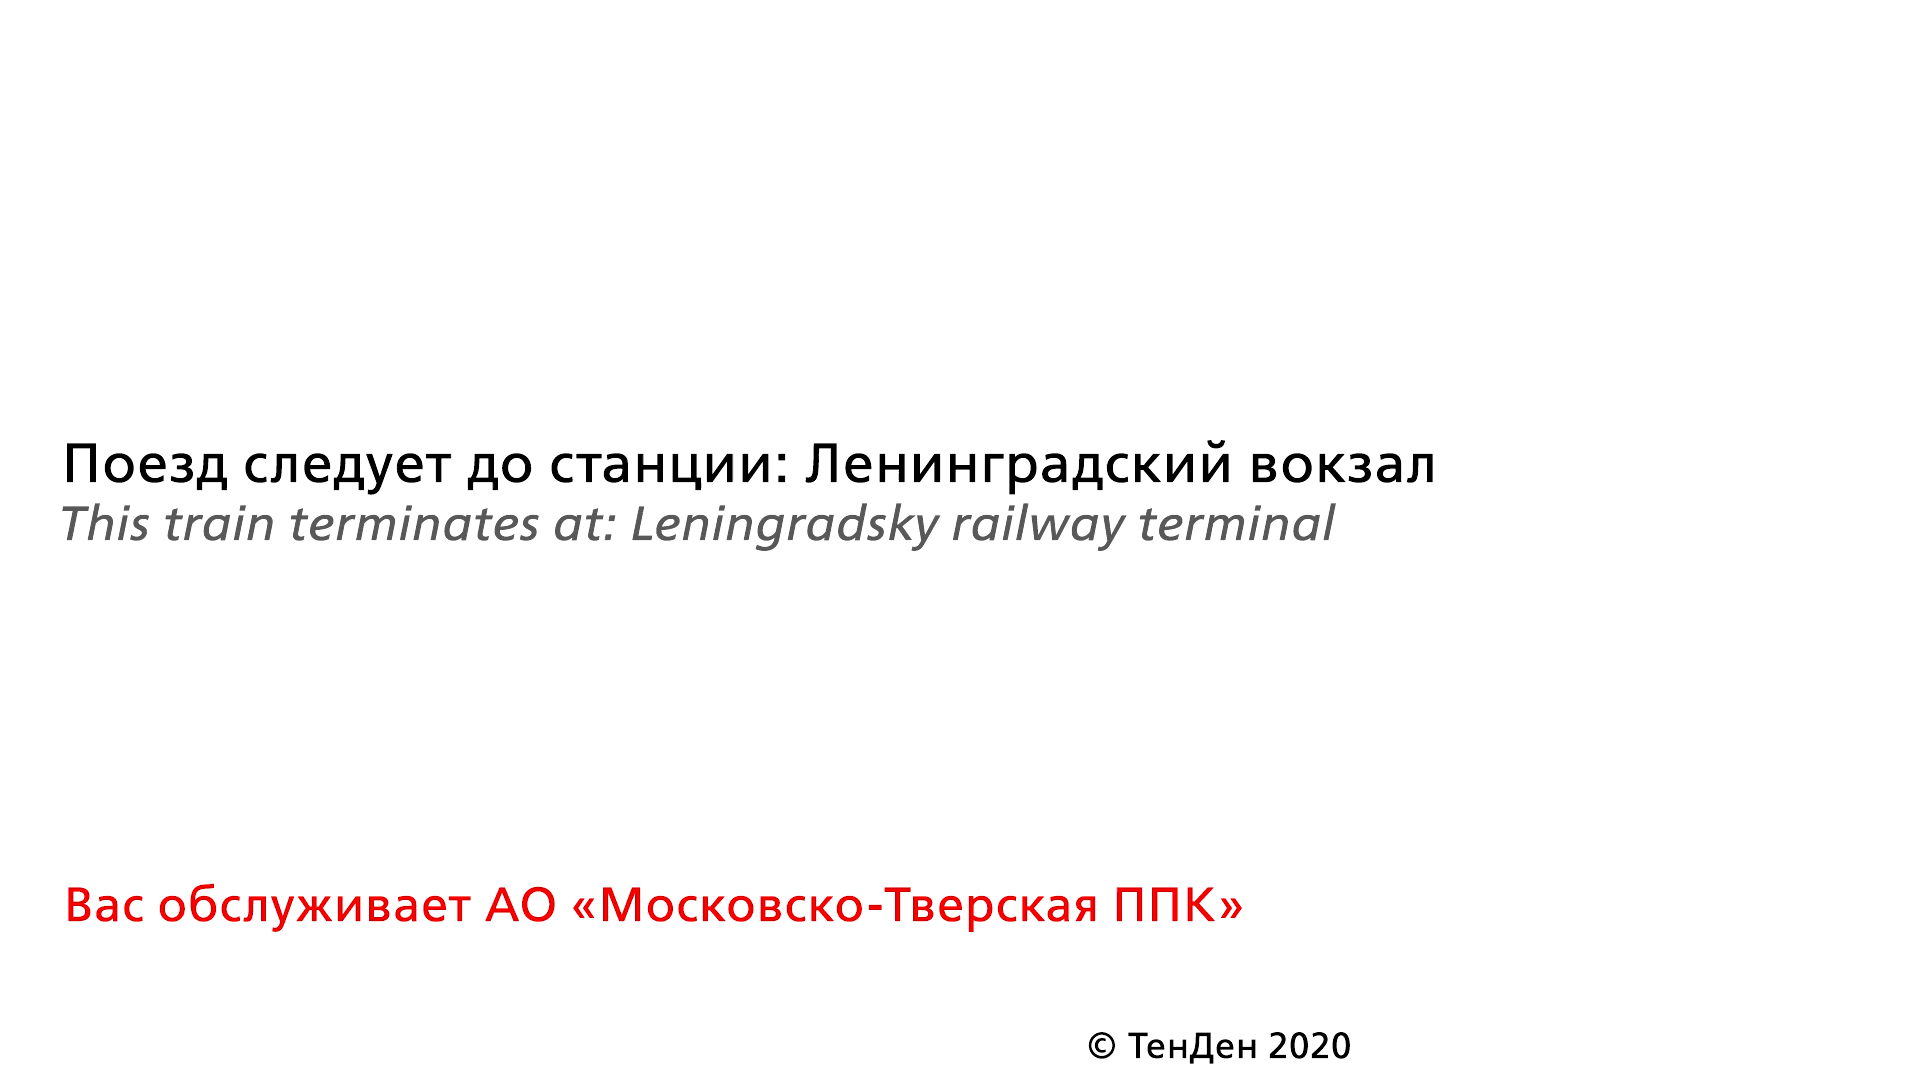 Поезд следует до станции: Ленинградский вокзал
This train terminates at: Leningradsky railway terminal
Вас обслуживает АО «Московско-Тверская ППК»
© ТенДен 2020